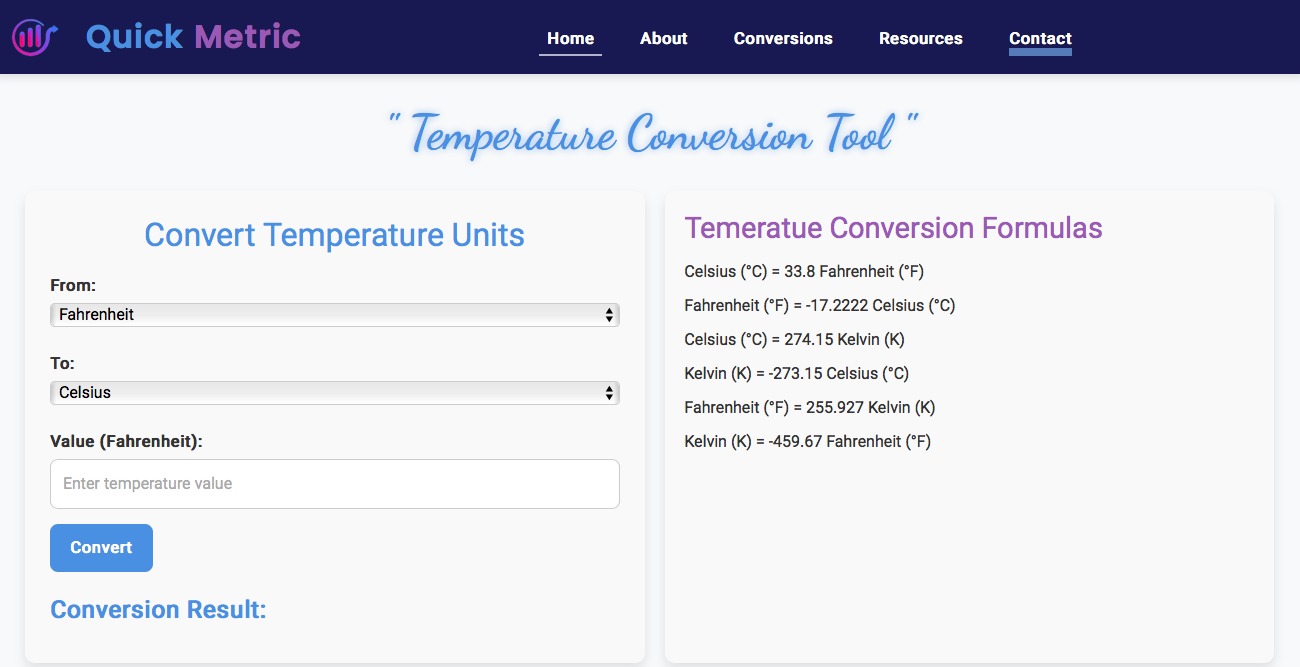 Quick Metric
Home About Conversions Resources Contact
" Temperature Conversion Tool "
Convert Temperature Units
From:
Fahrenheit
To:
Celsius
Value (Fahrenheit):
Enter temperature value
Convert
Conversion Result:
Temeratue Conversion Formulas
Celsius (°C) = 33.8 Fahrenheit (°F)
Fahrenheit (°F) = -17.2222 Celsius (°C)
Celsius (°C) = 274.15 Kelvin (K)
Kelvin (K) = -273.15 Celsius (°C)
Fahrenheit (°F) = 255.927 Kelvin (K)
Kelvin (K) = -459.67 Fahrenheit (°F)